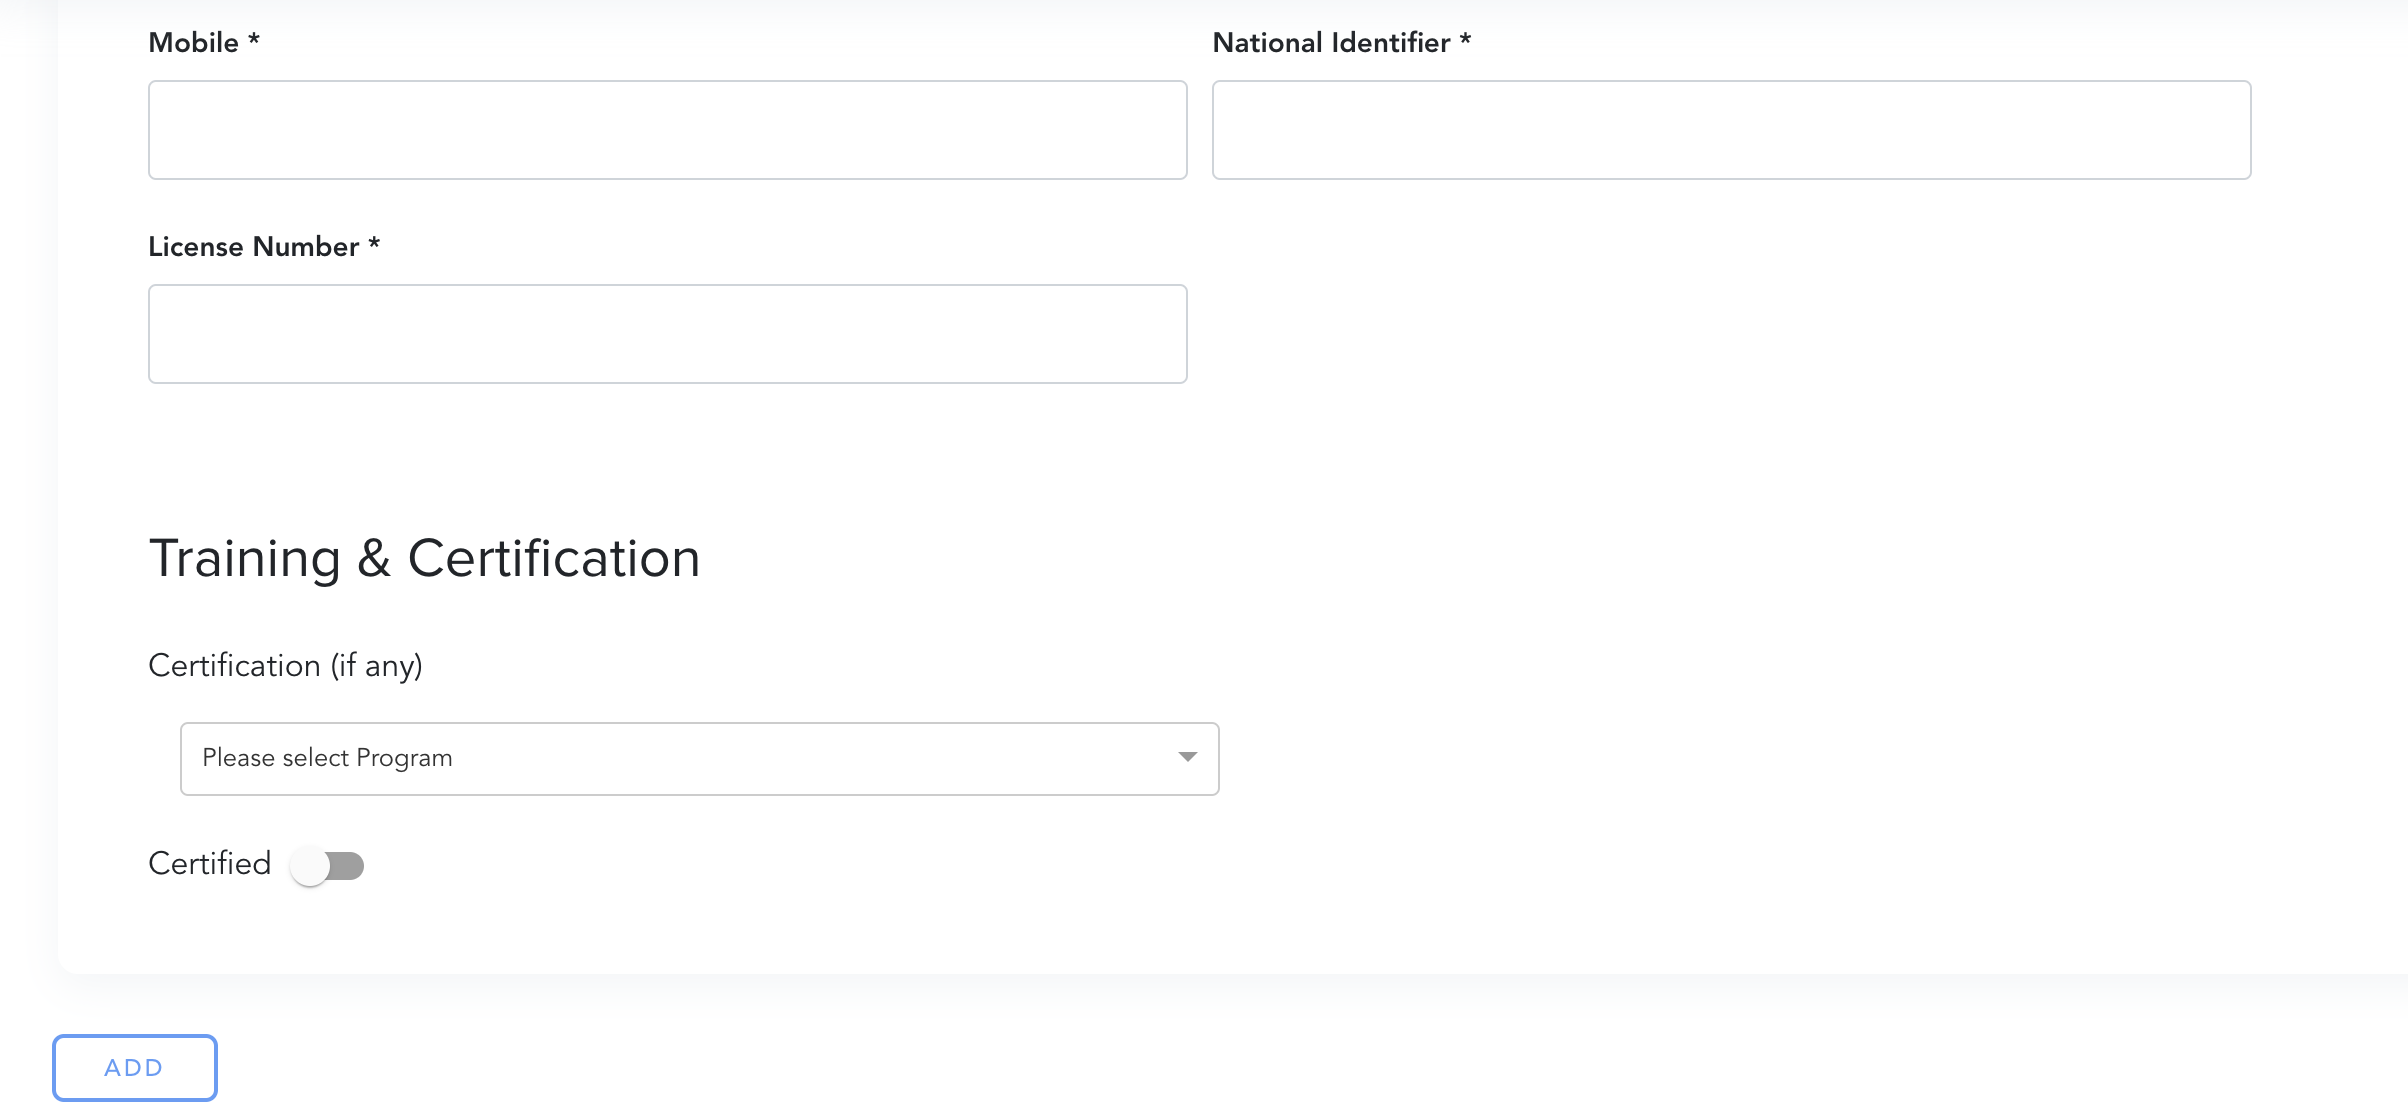 Mobile *
National Identifier *
License Number *
Training & Certification
Certification (if any)
Please select Program
Certified
ADD